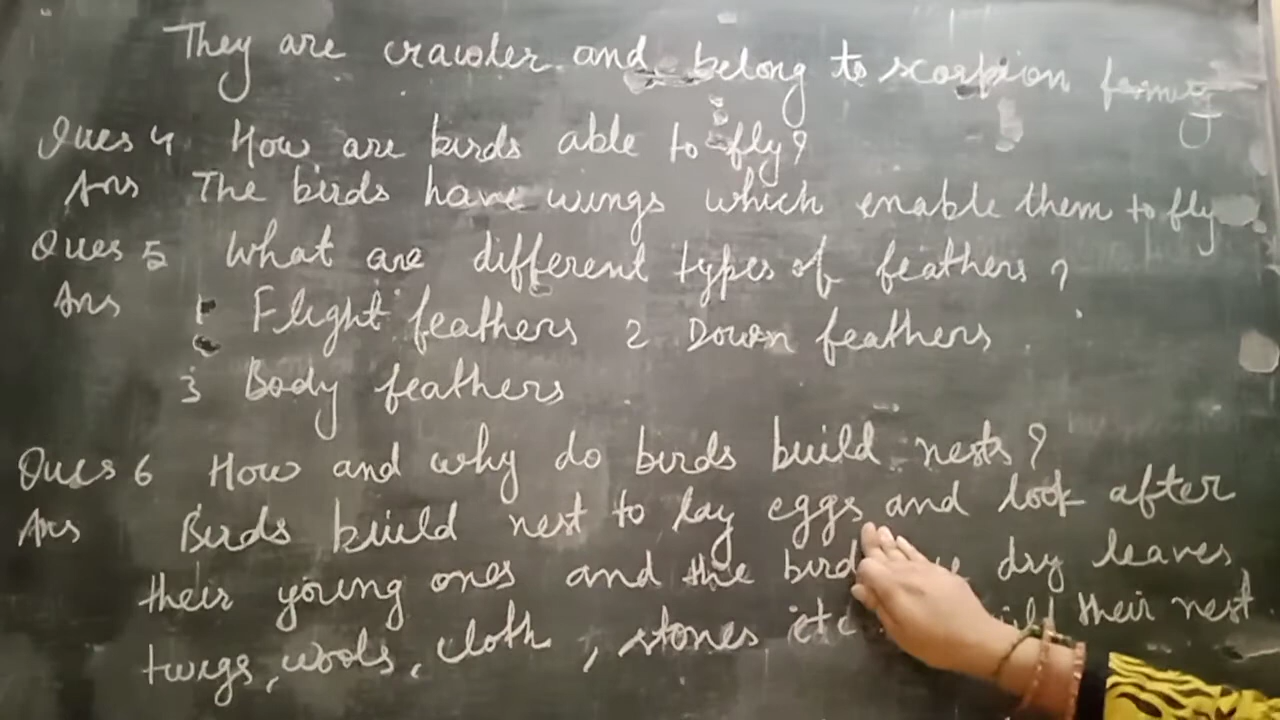 They are crawler and belong to scorpion family
Ques 4 How are birds able to fly?
Ans The birds have wings which enable them to fly
Ques 5 What are different types of feathers?
Ans 1 Flight feathers 2 Down feathers
3 Body feathers
Ques 6 How and why do birds build nests?
Ans Birds build nest to lay eggs and look after
their young ones and the bird dry leaves,
twigs, wools, cloth, stones etc their nest